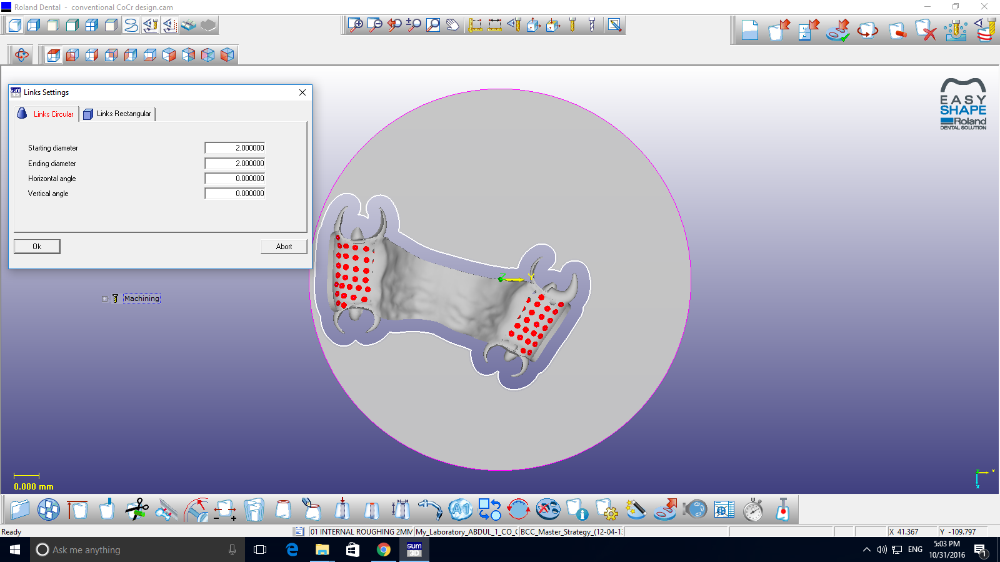 Roland Dental - conventional CoCr design.cam
Links Settings
Links Circular
Links Rectangular
Starting diameter 2.000000
Ending diameter 2.000000
Horizontal angle 0.000000
Vertical angle 0.000000
Ok
Abort
Machining
Z Y
EASY
SHAPE
Roland
DENTAL SOLUTION
0.000 mm
Z Y
X
Ready
01 INTERNAL ROUGHING 2MM
My_Laboratory_ABDUL_1_CO_C
BCC_Master_Strategy_(12-04-1
X 41.367
Y -109.797
Ask me anything
SUM
3D
ENG
5:03 PM
10/31/2016
1